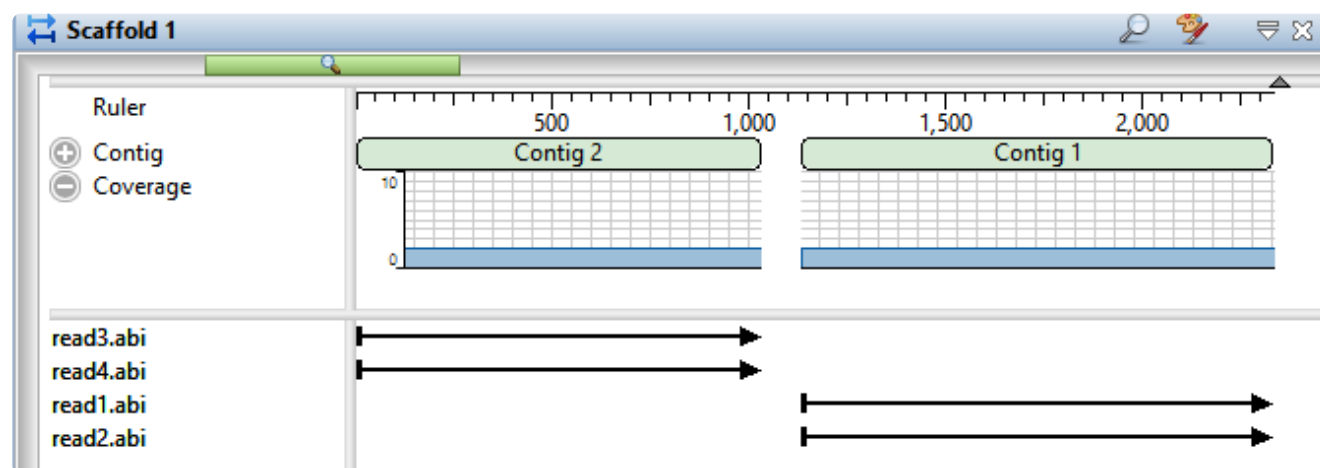 Scaffold 1
Ruler
500 1,000 1,500 2,000
Contig Contig 2 Contig 1
Coverage
10
0
read3.abi
read4.abi
read1.abi
read2.abi